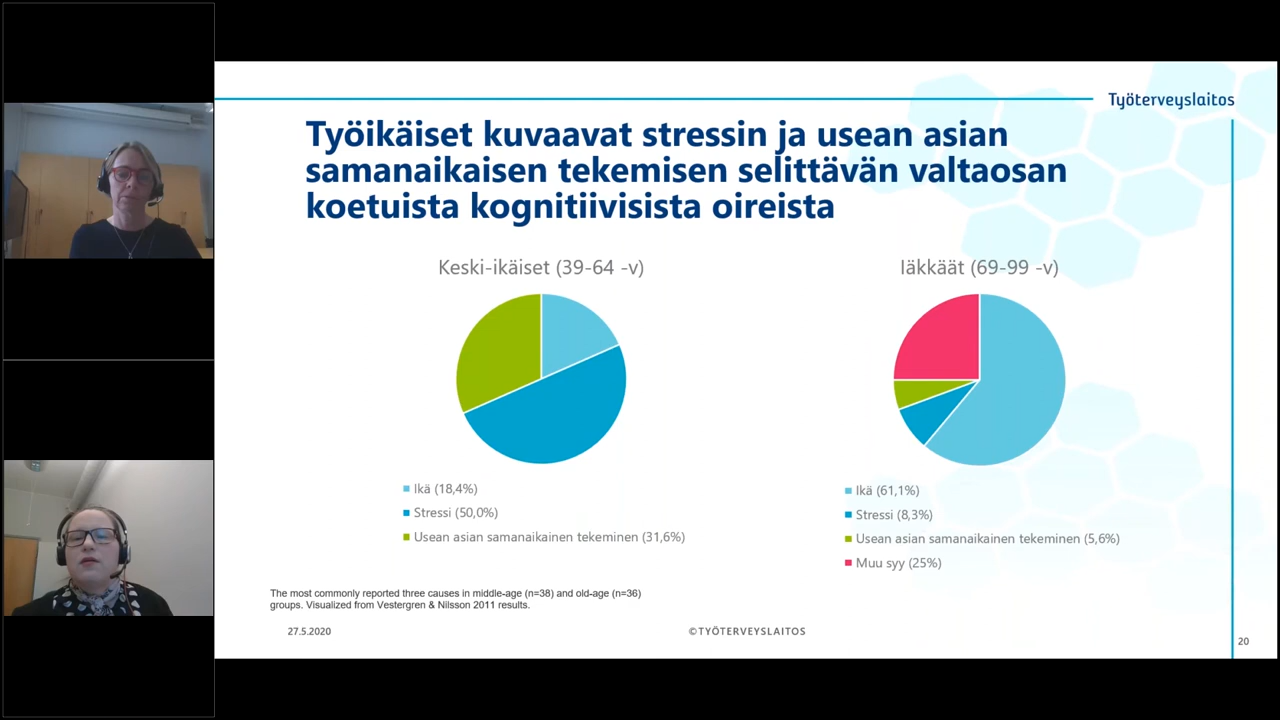 Työterveyslaitos
Työikäiset kuvaavat stressin ja usean asian
samanaikaisen tekemisen selittävän valtaosan
koetuista kognitiivisista oireista
Keski-ikäiset (39-64 -v)
Ikä (18,4%)
Stressi (50,0%)
Usean asian samanaikainen tekeminen (31,6%)
Iäkkäät (69-99 -v)
Ikä (61,1%)
Stressi (8,3%)
Usean asian samanaikainen tekeminen (5,6%)
Muu syy (25%)
The most commonly reported three causes in middle-age (n=38) and old-age (n=36)
groups. Visualized from Vestergren & Nilsson 2011 results.
27.5.2020
©TYÖTERVEYSLAITOS
20